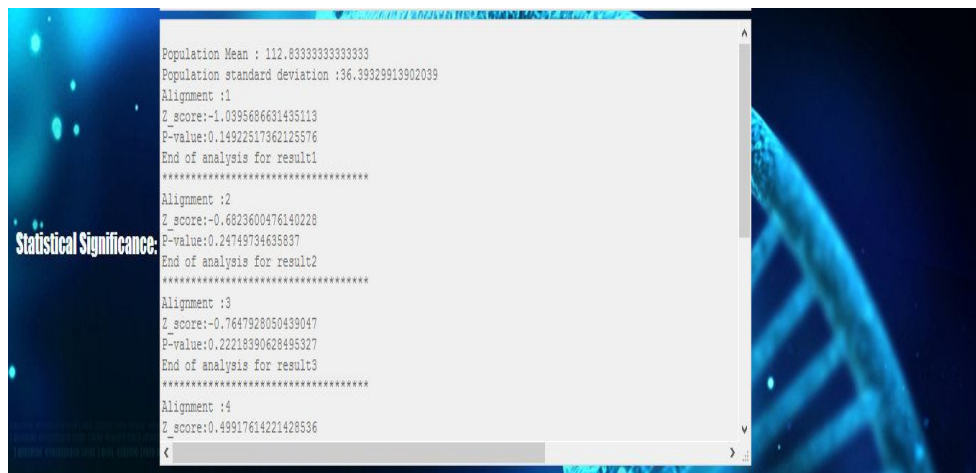 Population Mean : 112.83333333333333
Population standard deviation :36.39329913902039
Alignment :1
Z_score:-1.0395686631435113
P-value:0.14922517362125576
End of analysis for result1
************************************
Alignment :2
Z_score:-0.6823600476140228
Statistical Significance:
P-value:0.24749734635837
End of analysis for result2
************************************
Alignment :3
Z_score:-0.7647928050439047
P-value:0.22218390628495327
End of analysis for result3
************************************
Alignment :4
Z_score:0.49917614221428536